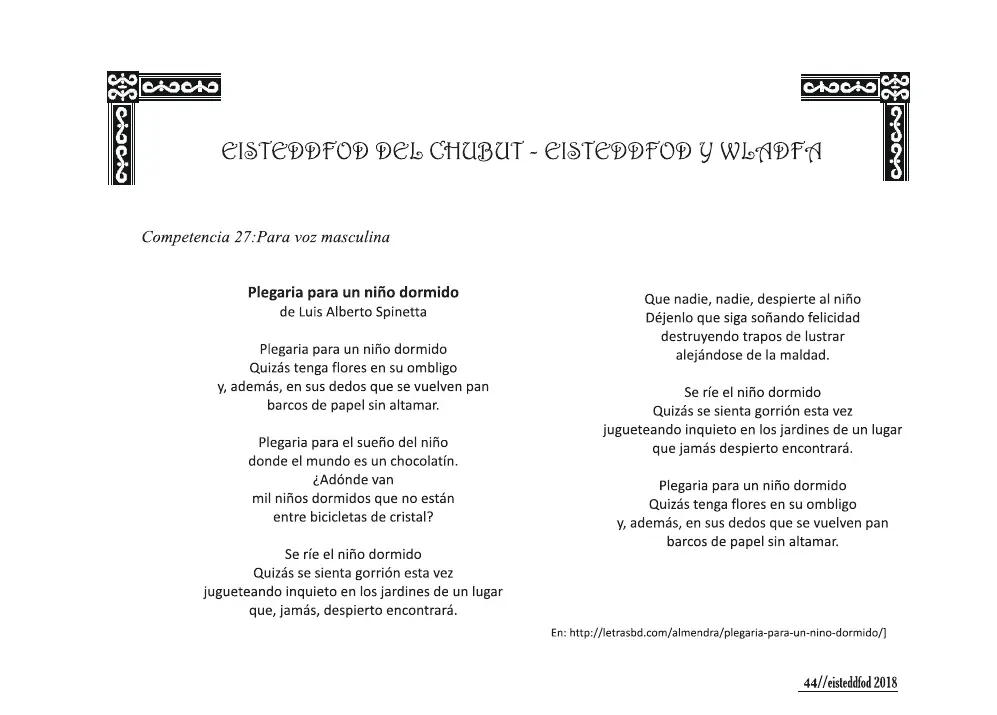 EISTEDDFOD DEL CHUBUT - EISTEDDFOD Y WLADFA
Competencia 27:Para voz masculina
Plegaria para un niño dormido
de Luis Alberto Spinetta
Plegaria para un niño dormido
Quizás tenga flores en su ombligo
y, además, en sus dedos que se vuelven pan
barcos de papel sin altamar.
Plegaria para el sueño del niño
donde el mundo es un chocolatín.
¿Adónde van
mil niños dormidos que no están
entre bicicletas de cristal?
Se ríe el niño dormido
Quizás se sienta gorrión esta vez
jugueteando inquieto en los jardines de un lugar
que, jamás, despierto encontrará.
Que nadie, nadie, despierte al niño
Déjenlo que siga soñando felicidad
destruyendo trapos de lustrar
alejándose de la maldad.
Se ríe el niño dormido
Quizás se sienta gorrión esta vez
jugueteando inquieto en los jardines de un lugar
que jamás despierto encontrará.
Plegaria para un niño dormido
Quizás tenga flores en su ombligo
y, además, en sus dedos que se vuelven pan
barcos de papel sin altamar.
En: http://letrasbd.com/almendra/plegaria-para-un-nino-dormido/]
44//eisteddfod 2018